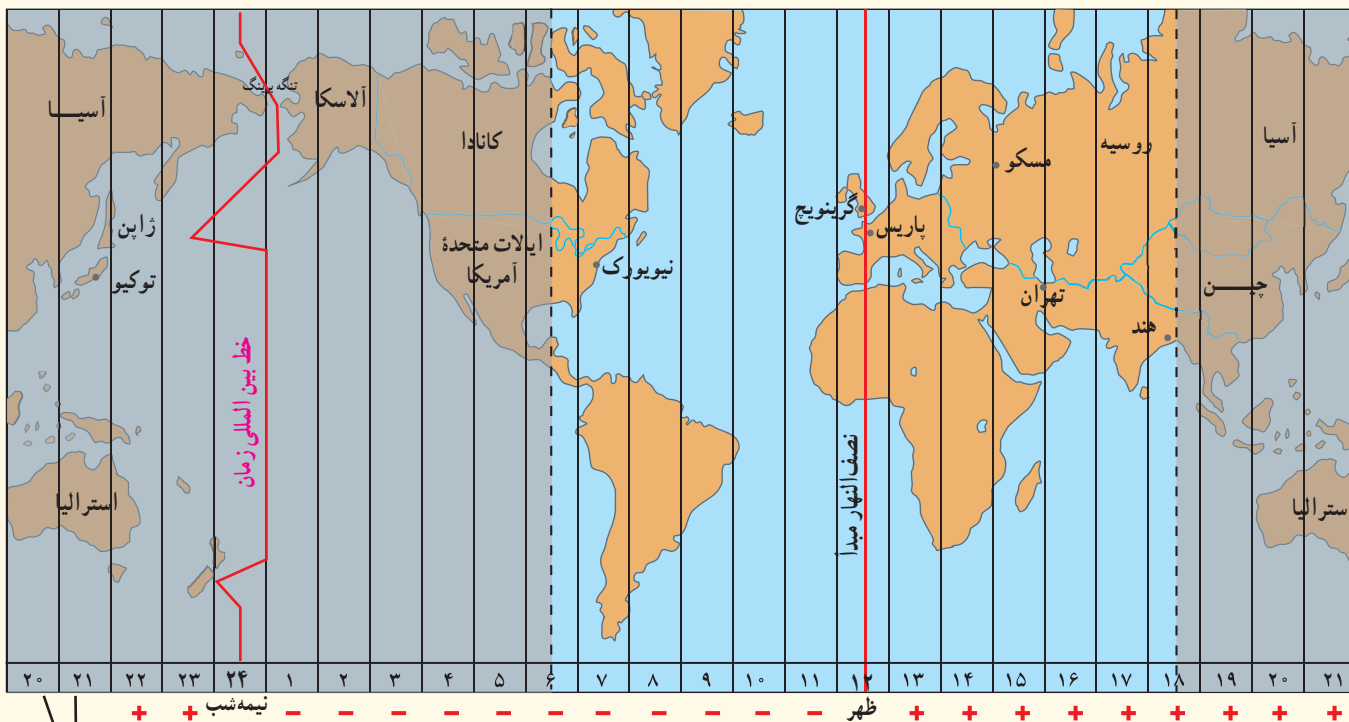 تنگه برینگ
آسیـــا
آلاسکا
کانادا
روسیه
آسیا
مسکو
گرینویچ
پاریس
ژاپن
ایالات متحدهٔ
آمریکا
نیویورک
توکیو
تهران
چیـــن
هند
خط بین المللی زمان
نصف‌النهار مبدأ
استرالیا
سترالیا
۲۰ ۲۱ ۲۲ ۲۳ ۲۴ ۱ ۲ ۳ ۴ ۵ ۶ ۷ ۸ ۹ ۱۰ ۱۱ ۱۲ ۱۳ ۱۴ ۱۵ ۱۶ ۱۷ ۱۸ ۱۹ ۲۰ ۲۱
+ + نیمه‌شب − − − − − − − − − − − ظهر + + + + + + + + +